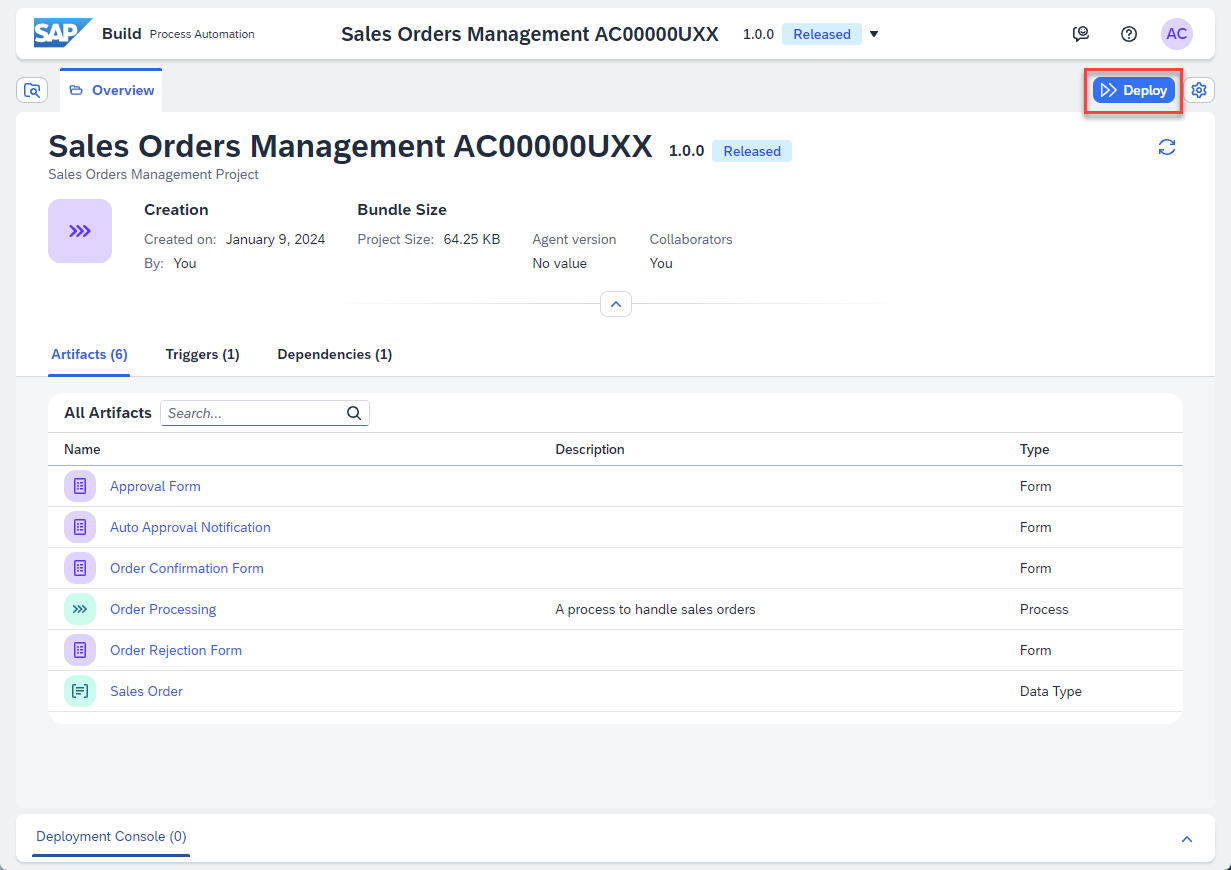 SAP Build Process Automation Sales Orders Management AC00000UXX 1.0.0 Released AC
Overview Deploy
Sales Orders Management AC00000UXX 1.0.0 Released
Sales Orders Management Project
Creation Bundle Size
Created on: January 9, 2024 Project Size: 64.25 KB Agent version Collaborators
By: You No value You
Artifacts (6) Triggers (1) Dependencies (1)
All Artifacts Search...
Name Description Type
Approval Form Form
Auto Approval Notification Form
Order Confirmation Form Form
Order Processing A process to handle sales orders Process
Order Rejection Form Form
Sales Order Data Type
Deployment Console (0)